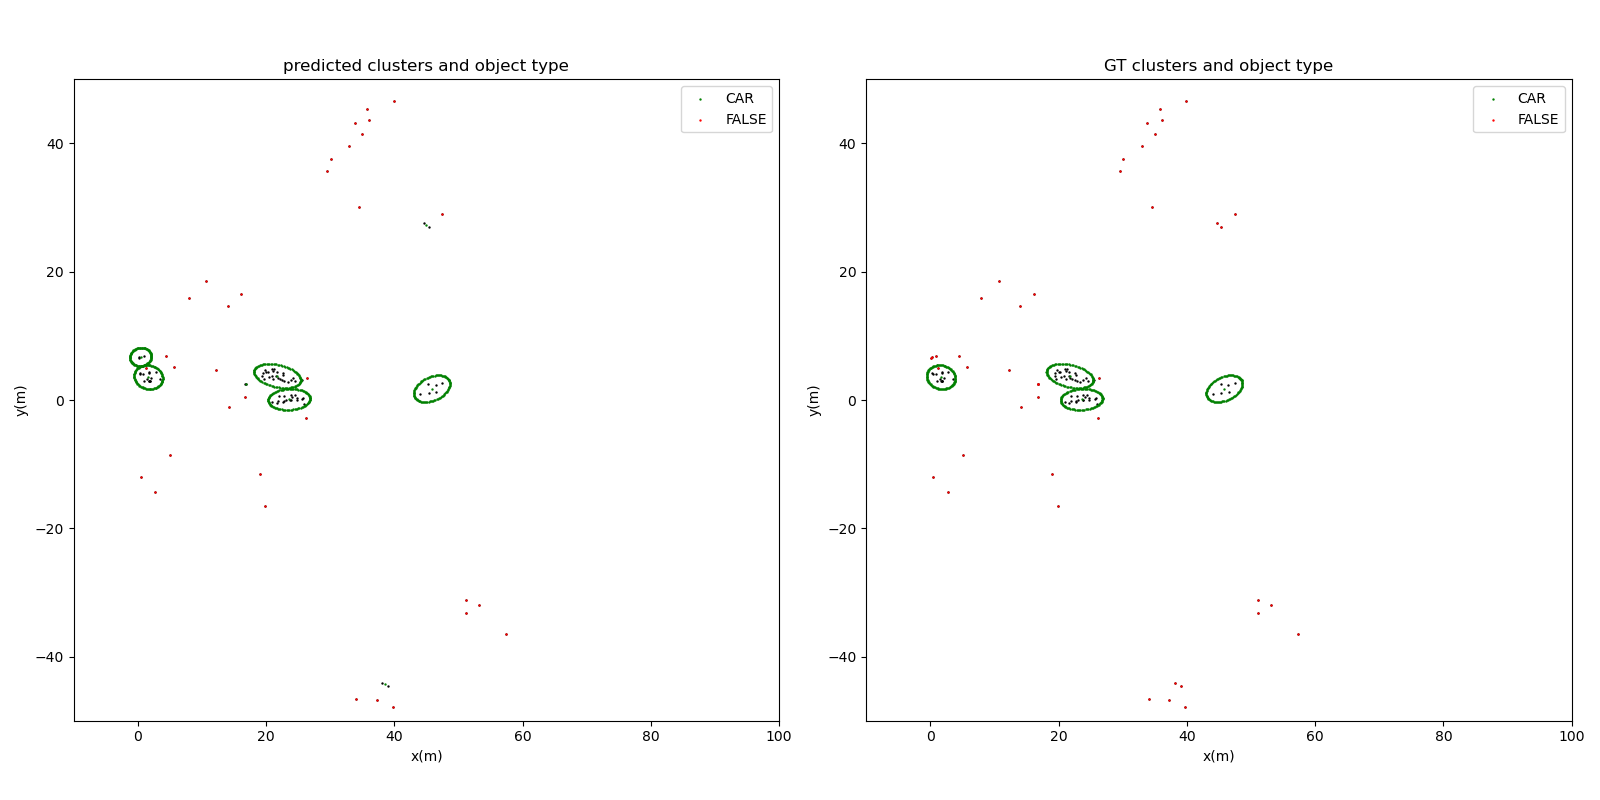 predicted clusters and object type
CAR
FALSE
40
20
0
−20
−40
y(m)
0 20 40 60 80 100
x(m)
GT clusters and object type
CAR
FALSE
40
20
0
−20
−40
y(m)
0 20 40 60 80 100
x(m)